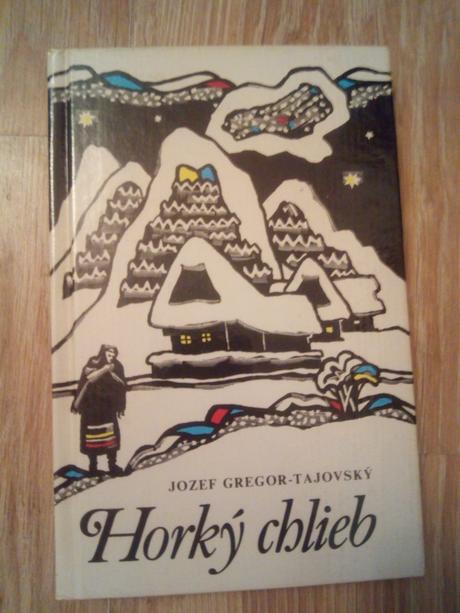 JOZEF GREGOR-TAJOVSKÝ
Horký chlieb